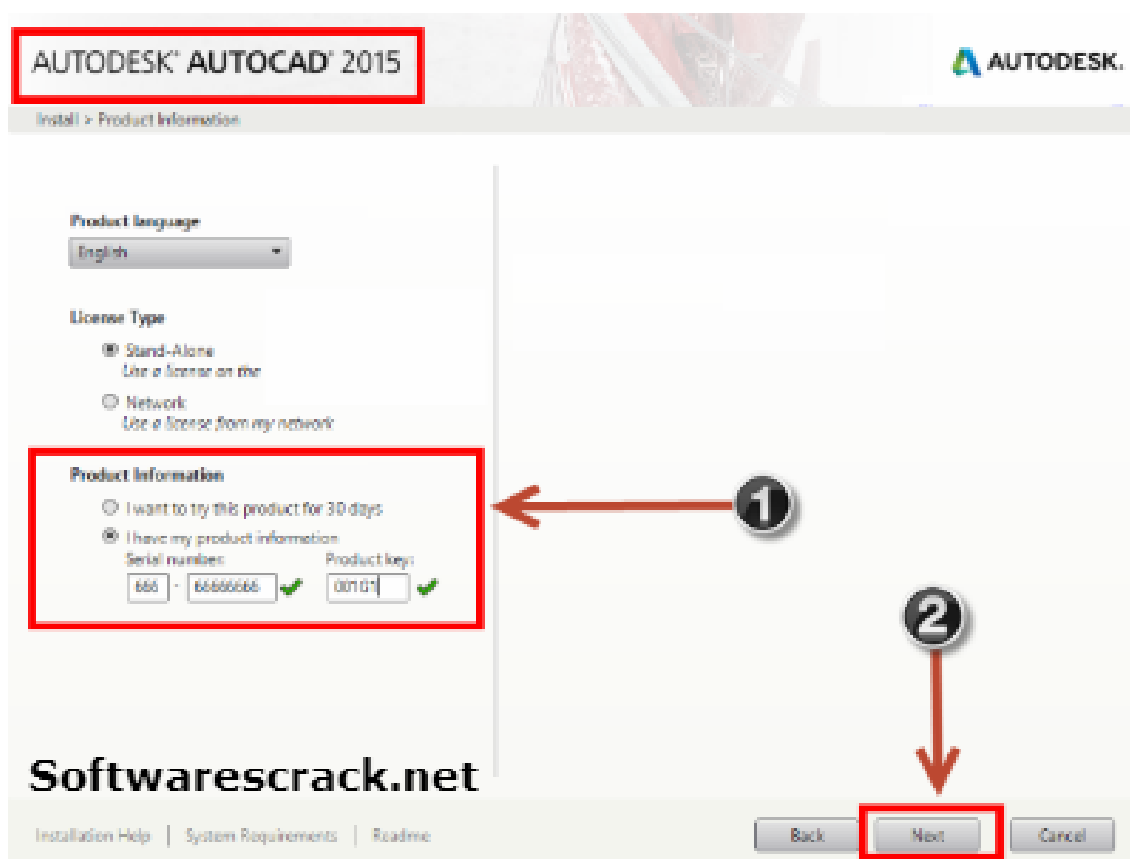 AUTODESK® AUTOCAD® 2015
AUTODESK.
Install > Product Information
Product language
English
License Type
Stand-Alone
Use a license on the
Network
Use a license from my network
Product Information
I want to try this product for 30 days
I have my product information
Serial number: Product key:
666 - 66666666 001G1
1
2
Softwarescrack.net
Installation Help | System Requirements | Readme
Back Next Cancel